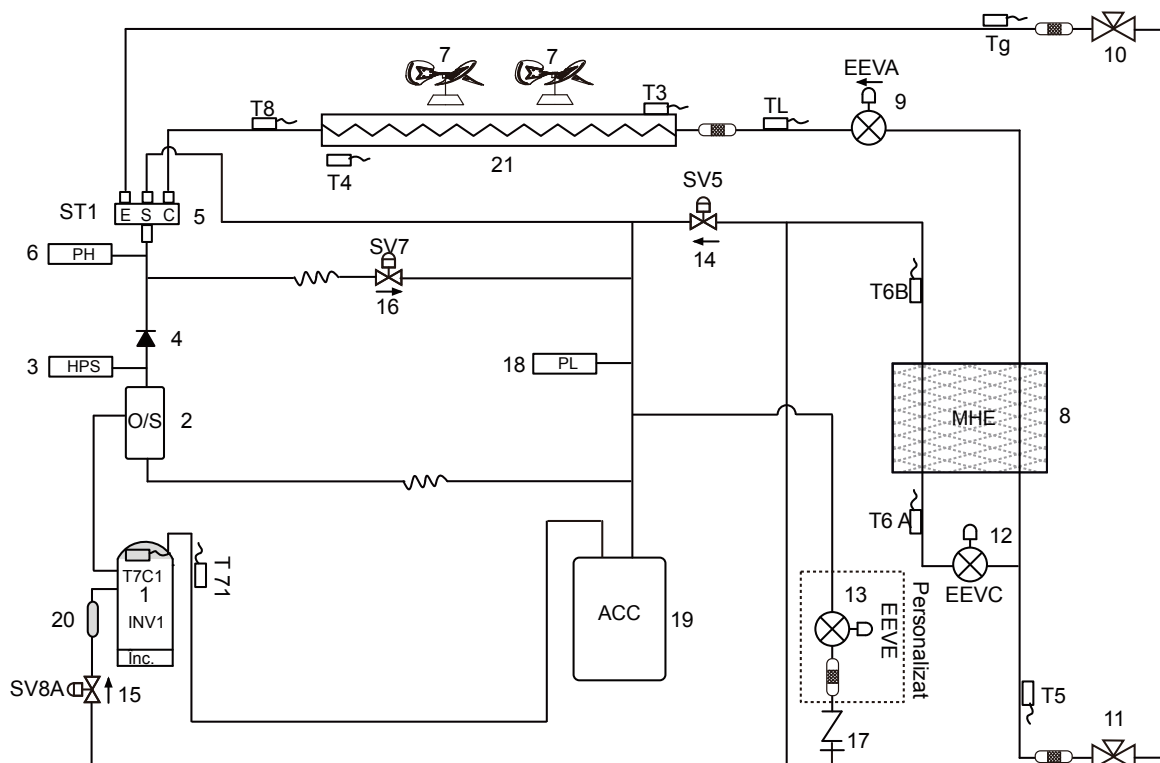 Tg
10
7
7
EEVA
T8
T3
TL
9
T4
21
SV5
ST1
E S C
5
6
PH
SV7
14
16
T6B
4
3
HPS
18
PL
O/S
2
MHE
8
T6 A
12
EEVC
T7C1
T 71
1
20
INV1
ACC
19
13
EEVE
Personalizat
Înc.
SV8A
15
T5
11
17